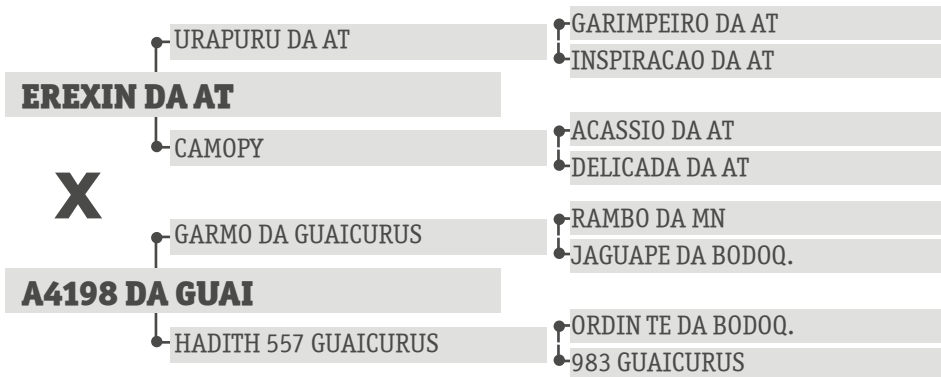 URAPURU DA AT
GARIMPEIRO DA AT
INSPIRACAO DA AT
EREXIN DA AT
CAMOPY
ACASSIO DA AT
DELICADA DA AT
X
GARMO DA GUAICURUS
RAMBO DA MN
JAGUAPE DA BODOQ.
A4198 DA GUAI
HADITH 557 GUAICURUS
ORDIN TE DA BODOQ.
983 GUAICURUS